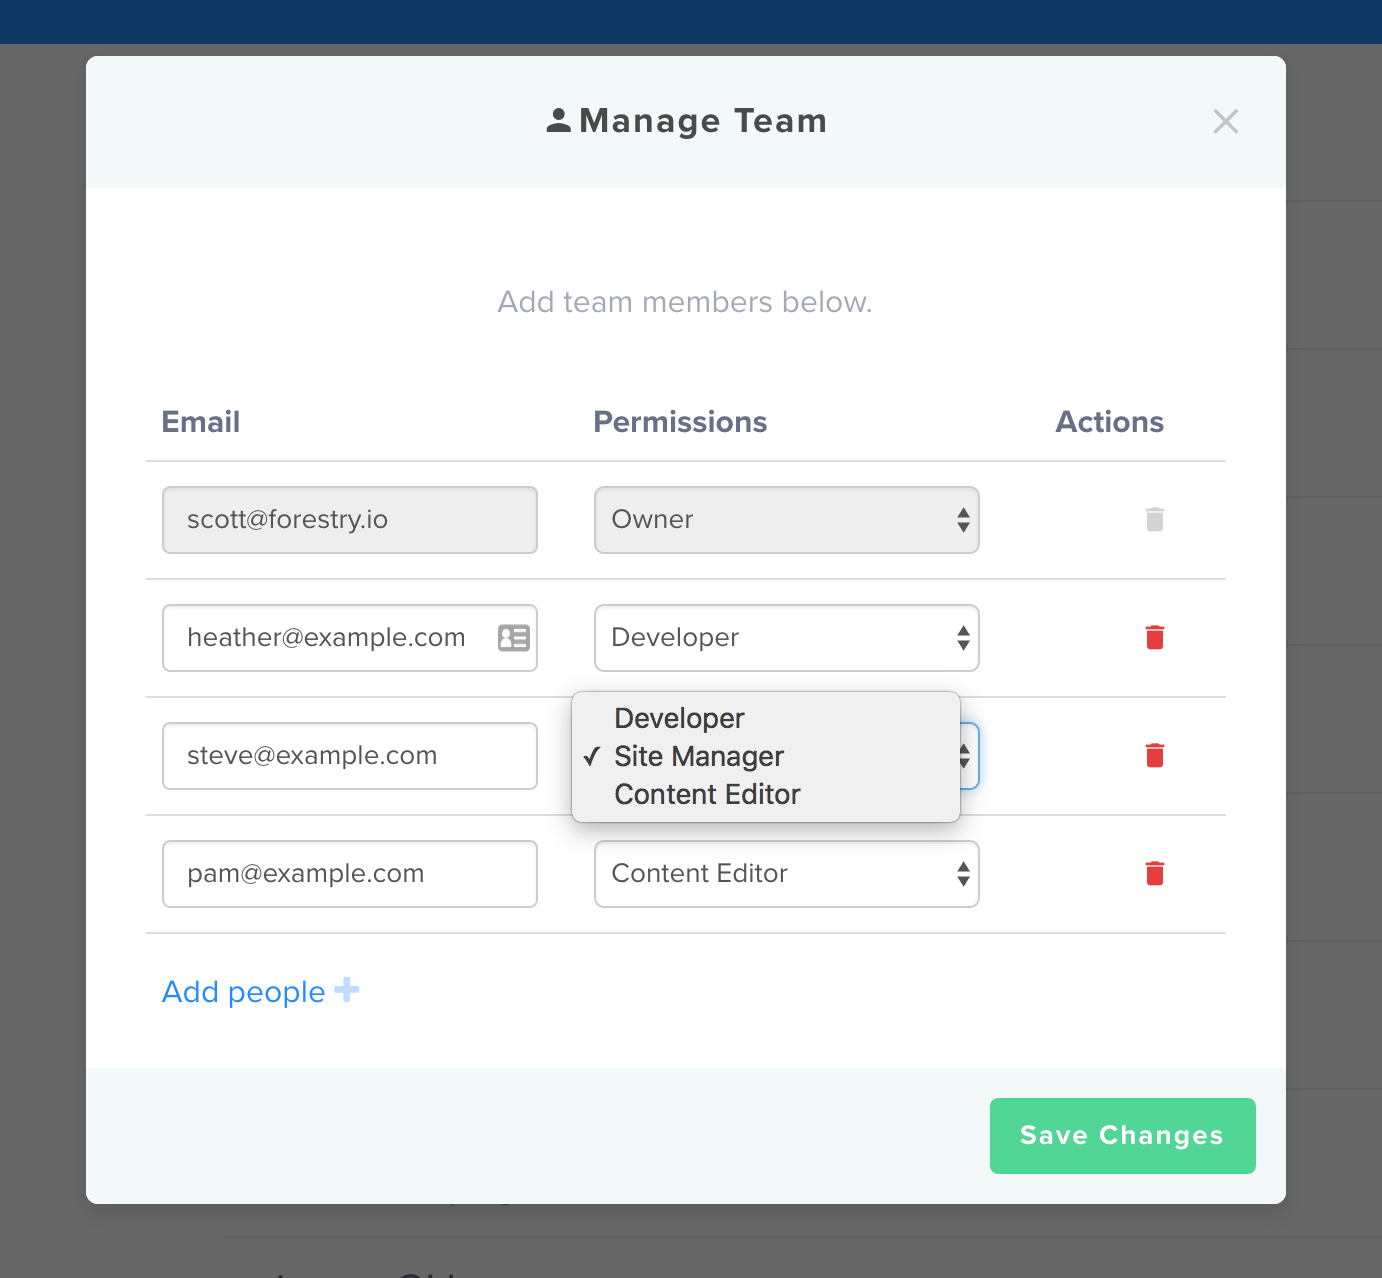 Manage Team
Add team members below.
Email Permissions Actions
scott@forestry.io Owner
heather@example.com Developer
Developer
steve@example.com ✓ Site Manager
Content Editor
pam@example.com Content Editor
Add people
Save Changes